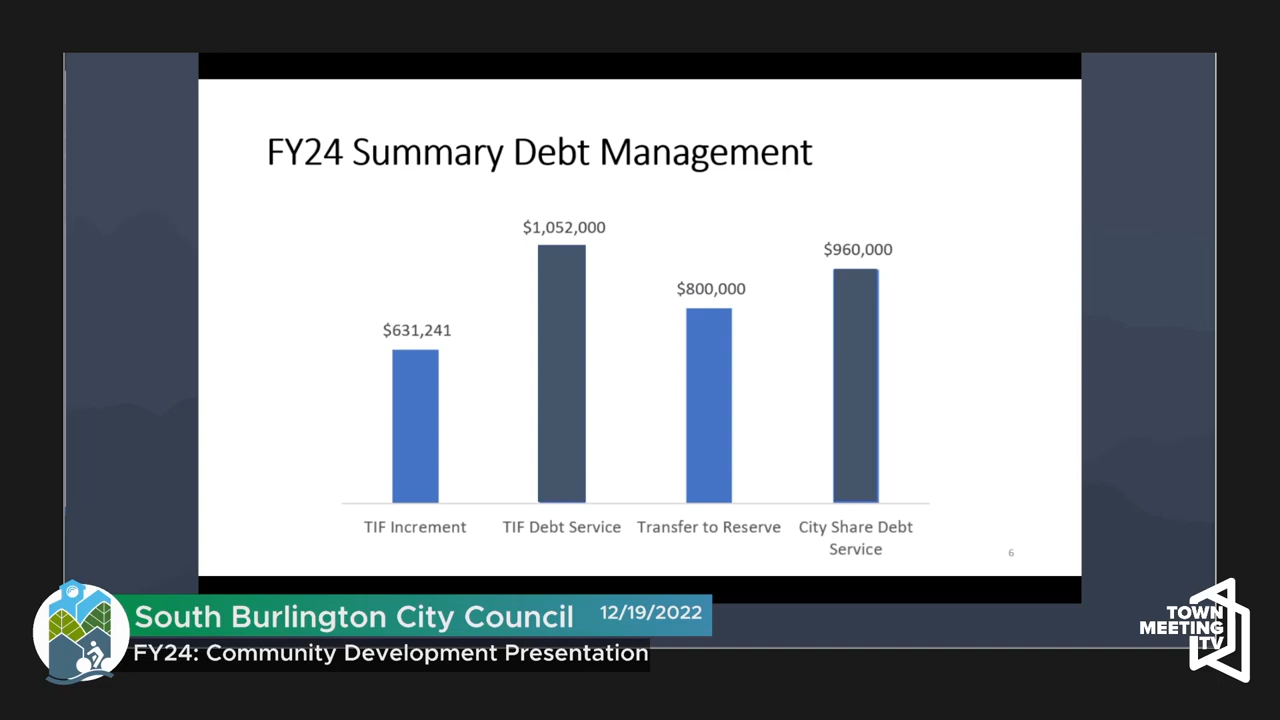 FY24 Summary Debt Management
$1,052,000
$960,000
$800,000
$631,241
TIF Increment
TIF Debt Service
Transfer to Reserve
City Share Debt
Service
6
South Burlington City Council
12/19/2022
FY24: Community Development Presentation
TOWN
MEETING
TV